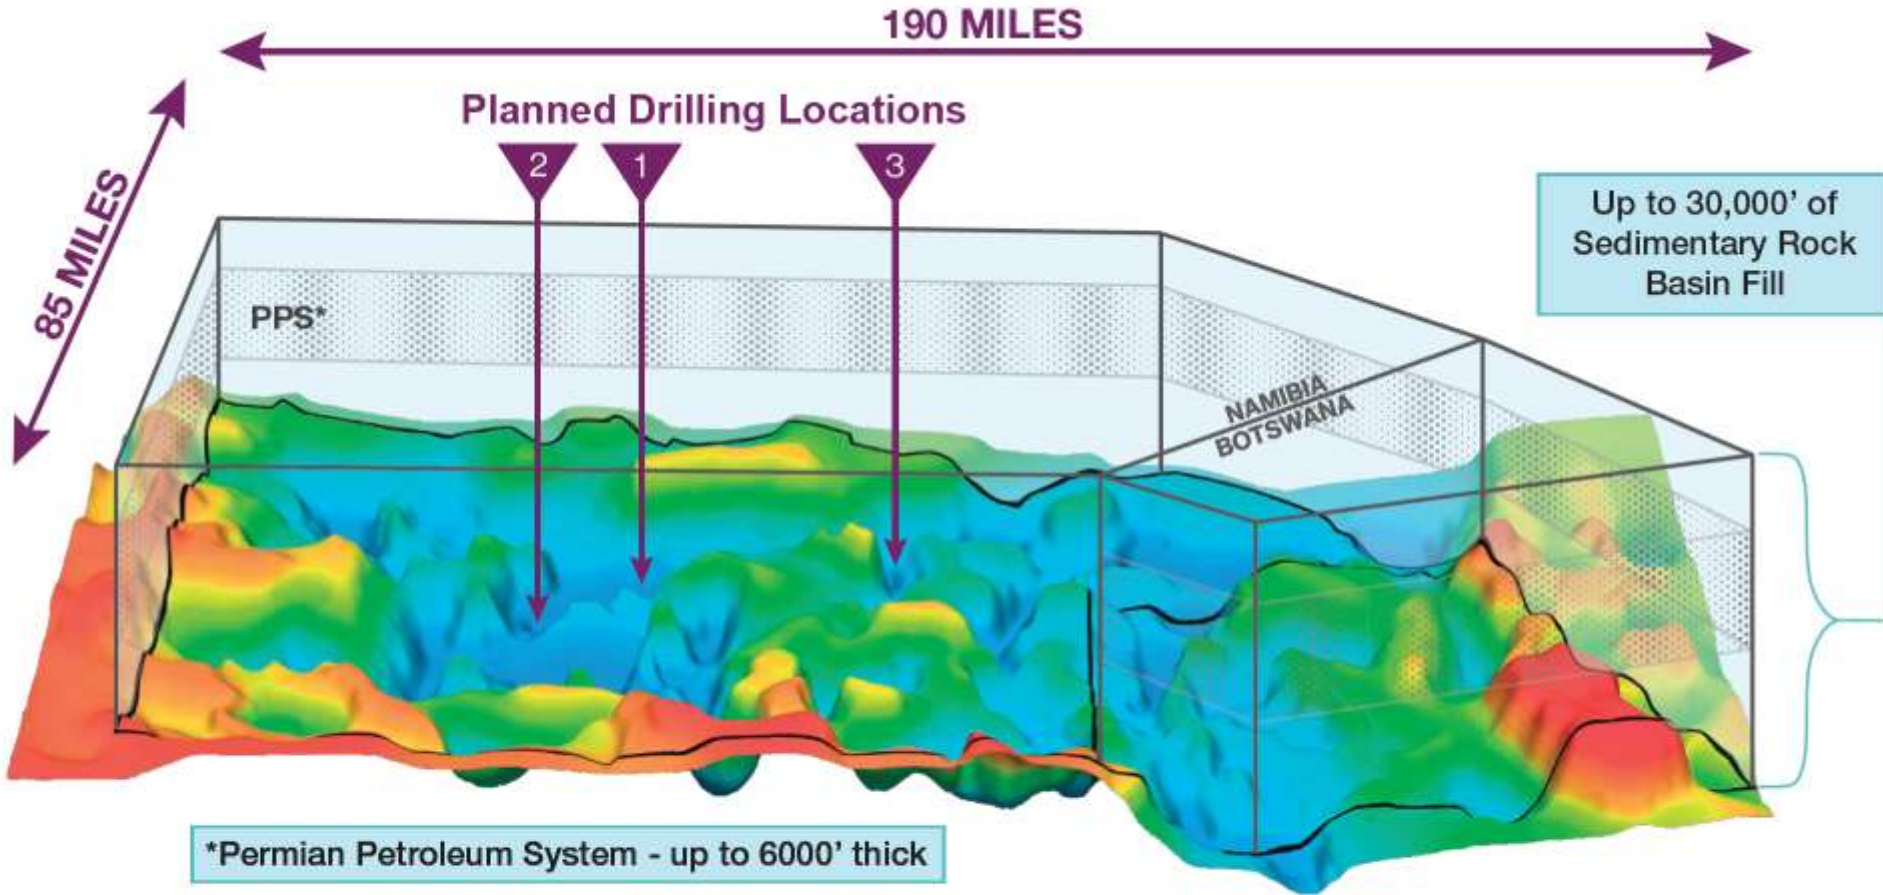 190 MILES
85 MILES
Planned Drilling Locations
2
1
3
Up to 30,000’ of
Sedimentary Rock
Basin Fill
PPS*
NAMIBIA
BOTSWANA
*Permian Petroleum System - up to 6000’ thick